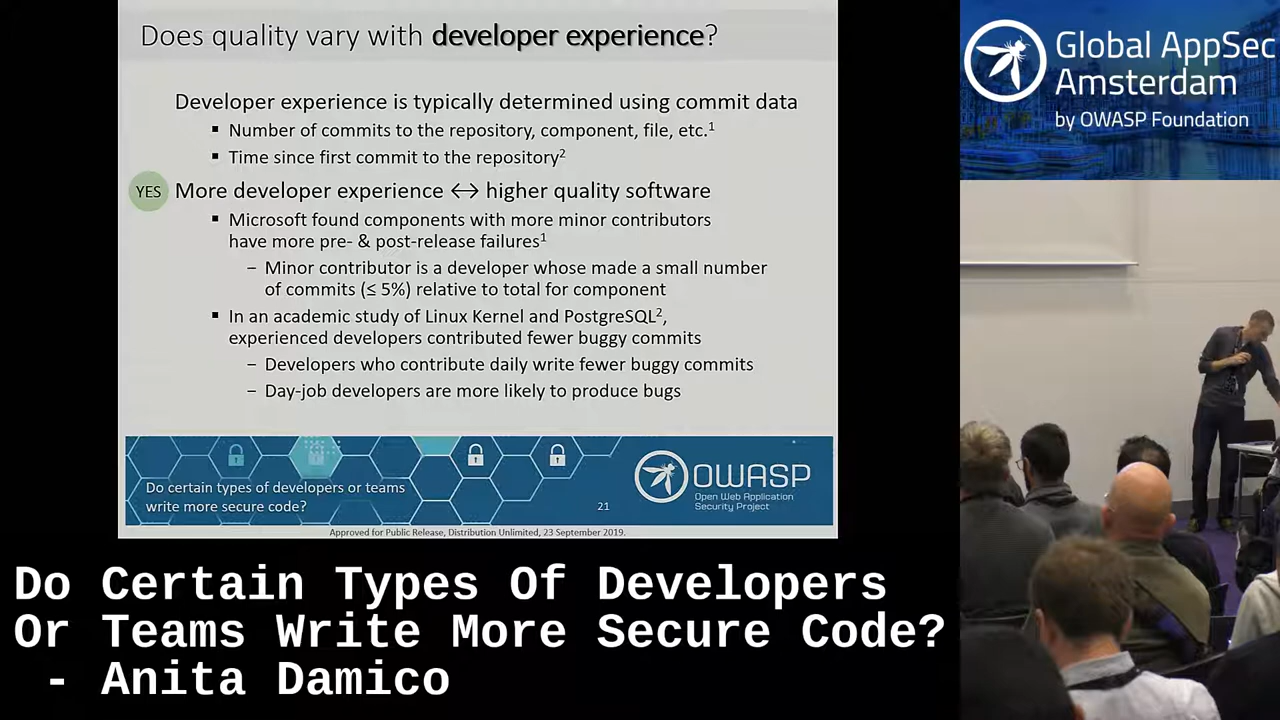 Does quality vary with developer experience?
Developer experience is typically determined using commit data
▪ Number of commits to the repository, component, file, etc.¹
▪ Time since first commit to the repository²
YES More developer experience ↔ higher quality software
▪ Microsoft found components with more minor contributors
have more pre- & post-release failures¹
– Minor contributor is a developer whose made a small number
of commits (≤ 5%) relative to total for component
▪ In an academic study of Linux Kernel and PostgreSQL²,
experienced developers contributed fewer buggy commits
– Developers who contribute daily write fewer buggy commits
– Day-job developers are more likely to produce bugs
Do certain types of developers or teams
write more secure code?
21
OWASP
Open Web Application
Security Project
Approved for Public Release, Distribution Unlimited, 23 September 2019.
Global AppSec
Amsterdam
by OWASP Foundation
Do Certain Types Of Developers
Or Teams Write More Secure Code?
- Anita Damico